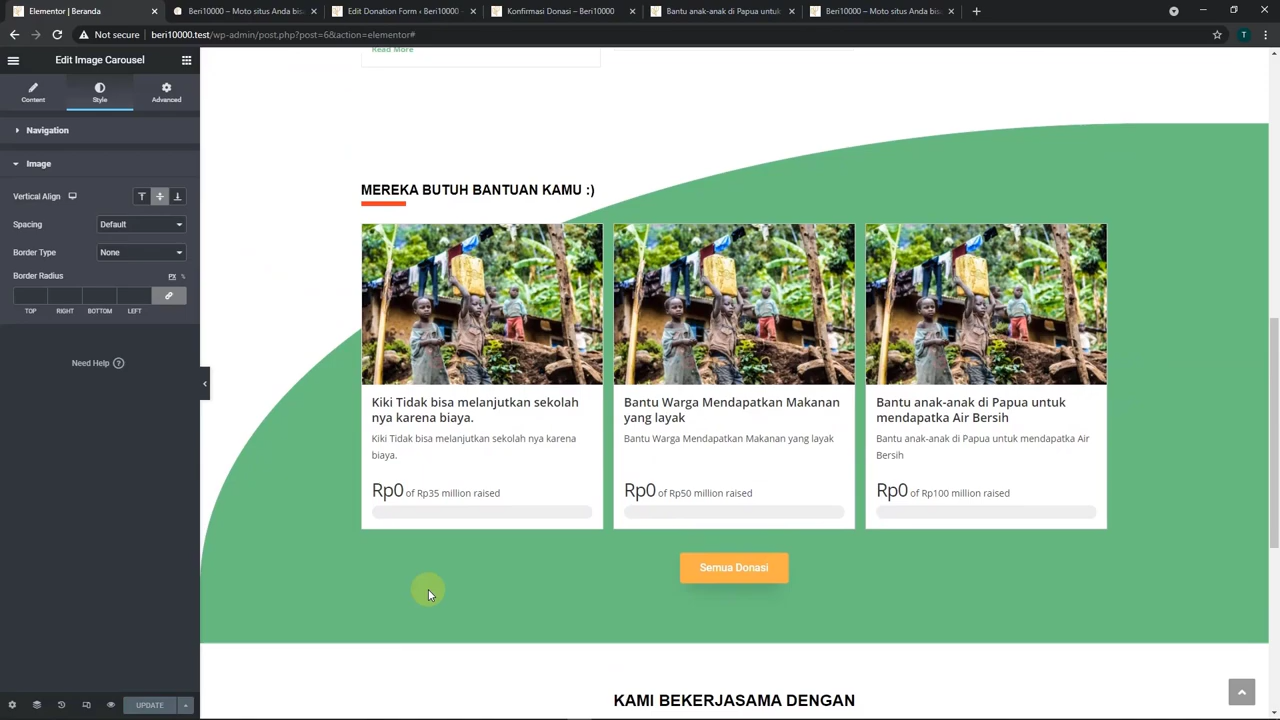 Elementor | Beranda
Beri10000 – Moto situs Anda bis
Edit Donation Form ‹ Beri10000
Konfirmasi Donasi – Beri10000
Bantu anak-anak di Papua untuk
Beri10000 – Moto situs Anda bis
Not secure
beri10000.test/wp-admin/post.php?post=6&action=elementor#
T
Edit Image Carousel
Content
Style
Advanced
Navigation
Image
Vertical Align
Spacing
Default
Border Type
None
Border Radius
PX %
TOP RIGHT BOTTOM LEFT
Need Help
UPDATE
Read More
MEREKA BUTUH BANTUAN KAMU :)
Kiki Tidak bisa melanjutkan sekolah
nya karena biaya.
Kiki Tidak bisa melanjutkan sekolah nya karena
biaya.
Rp0 of Rp35 million raised
Bantu Warga Mendapatkan Makanan
yang layak
Bantu Warga Mendapatkan Makanan yang layak
Rp0 of Rp50 million raised
Bantu anak-anak di Papua untuk
mendapatka Air Bersih
Bantu anak-anak di Papua untuk mendapatka Air
Bersih
Rp0 of Rp100 million raised
Semua Donasi
KAMI BEKERJASAMA DENGAN